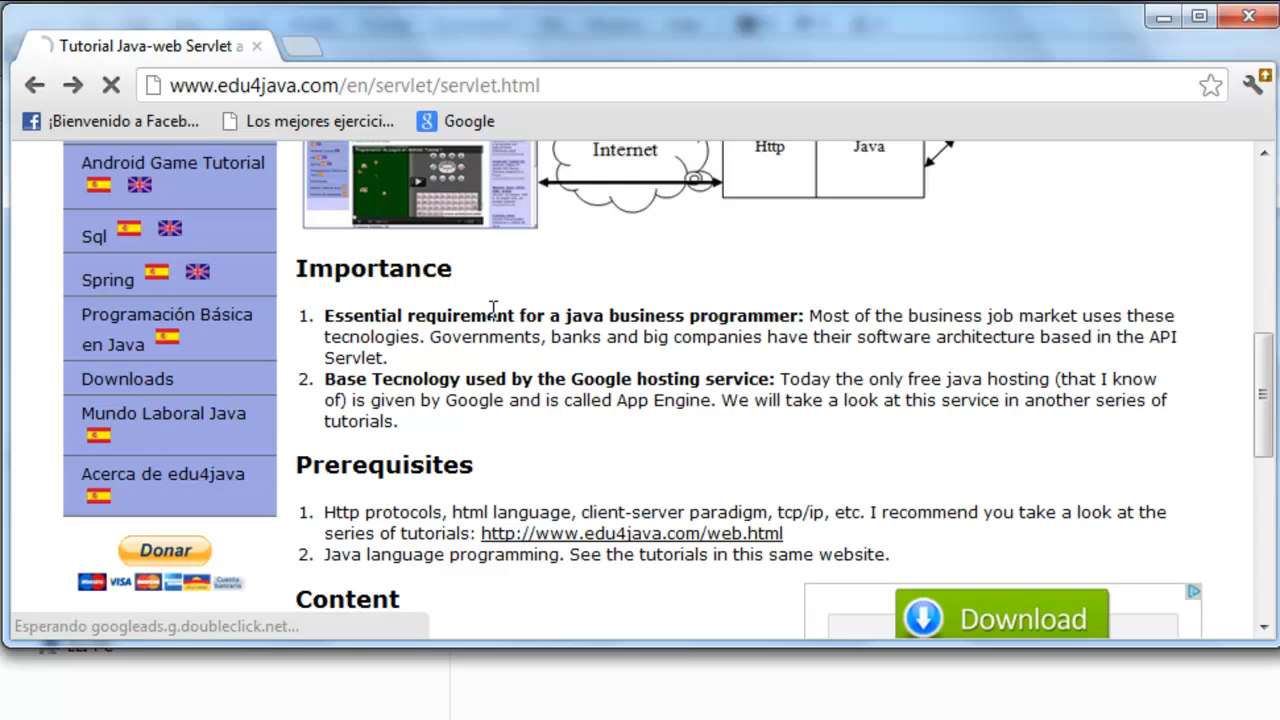 Tutorial Java-web Servlet a
www.edu4java.com/en/servlet/servlet.html
¡Bienvenido a Faceb...
Los mejores ejercici...
Google
Android Game Tutorial
Sql
Spring
Programación Básica
en Java
Downloads
Mundo Laboral Java
Acerca de edu4java
Donar
VISA
Cuenta
bancaria
Internet
Http
Java
Importance
1. Essential requirement for a java business programmer: Most of the business job market uses these
tecnologies. Governments, banks and big companies have their software architecture based in the API
Servlet.
2. Base Tecnology used by the Google hosting service: Today the only free java hosting (that I know
of) is given by Google and is called App Engine. We will take a look at this service in another series of
tutorials.
Prerequisites
1. Http protocols, html language, client-server paradigm, tcp/ip, etc. I recommend you take a look at the
series of tutorials: http://www.edu4java.com/web.html
2. Java language programming. See the tutorials in this same website.
Content
Download
Esperando googleads.g.doubleclick.net...